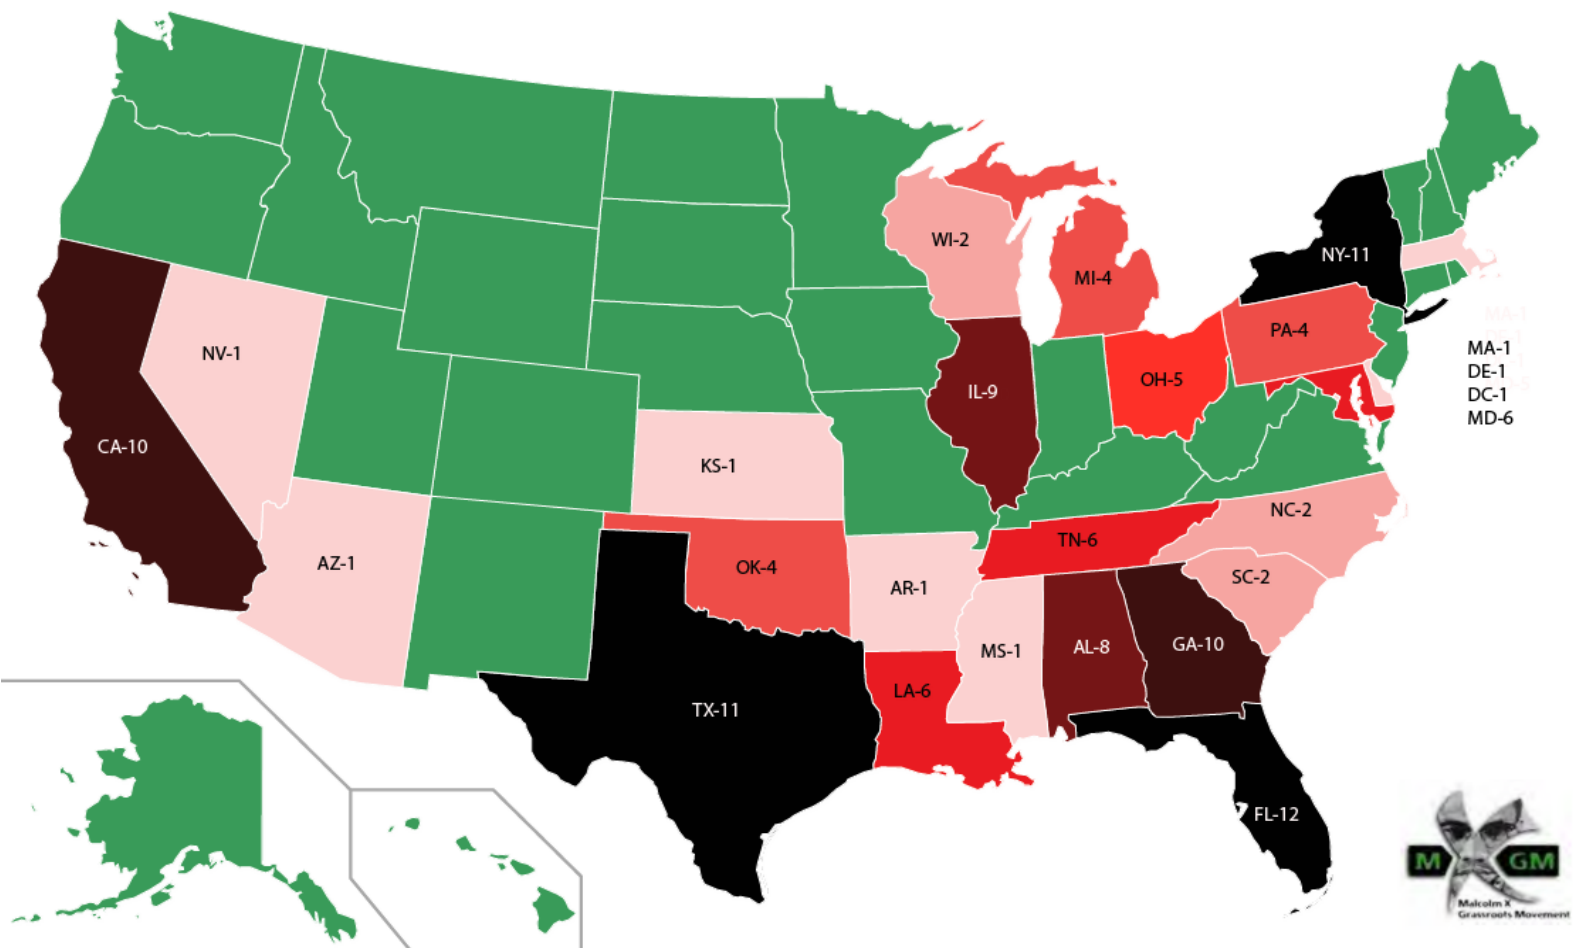 WI-2
NY-11
MI-4
MA-1
PA-4
NV-1
MA-1
DE-1
DC-1
MD-6
OH-5
IL-9
CA-10
KS-1
NC-2
TN-6
AZ-1
OK-4
SC-2
AR-1
GA-10
AL-8
MS-1
LA-6
TX-11
FL-12
M GM
Malcolm X
Grassroots Movement